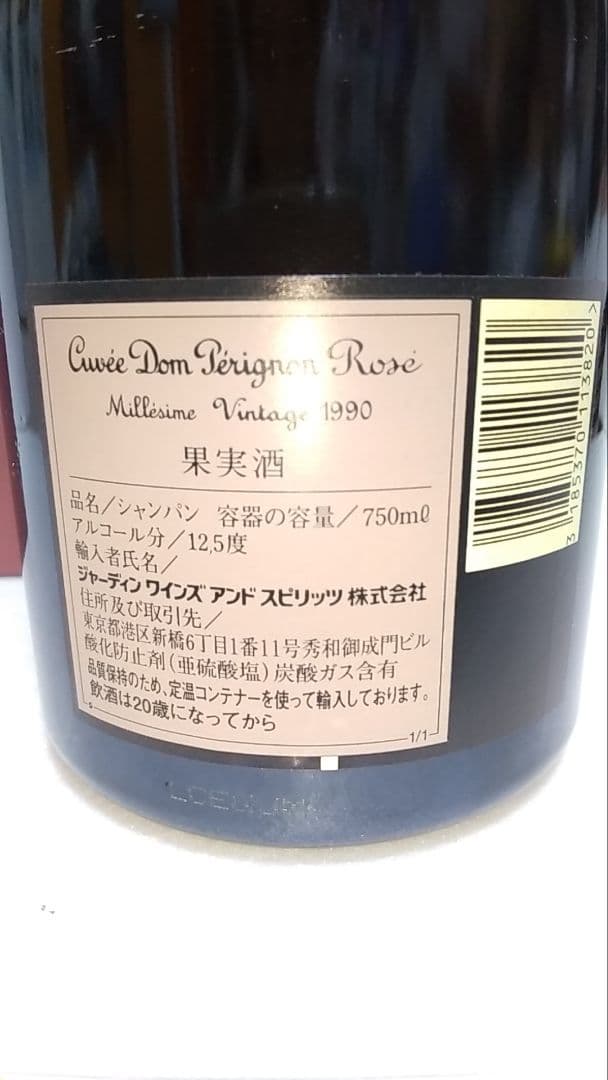 Cuvée Dom Pérignon Rosé
Millésime Vintage 1990
果実酒
品名／シャンパン 容器の容量／750mℓ
アルコール分／12,5度
輸入者氏名／
ジャーディン ワインズ アンド スピリッツ 株式会社
住所及び取引先／
東京都港区新橋6丁目1番11号秀和御成門ビル
酸化防止剤(亜硫酸塩)炭酸ガス含有
品質保持のため、定温コンテナーを使って輸入しております。
飲酒は20歳になってから
1/1
3 185370 113820 >